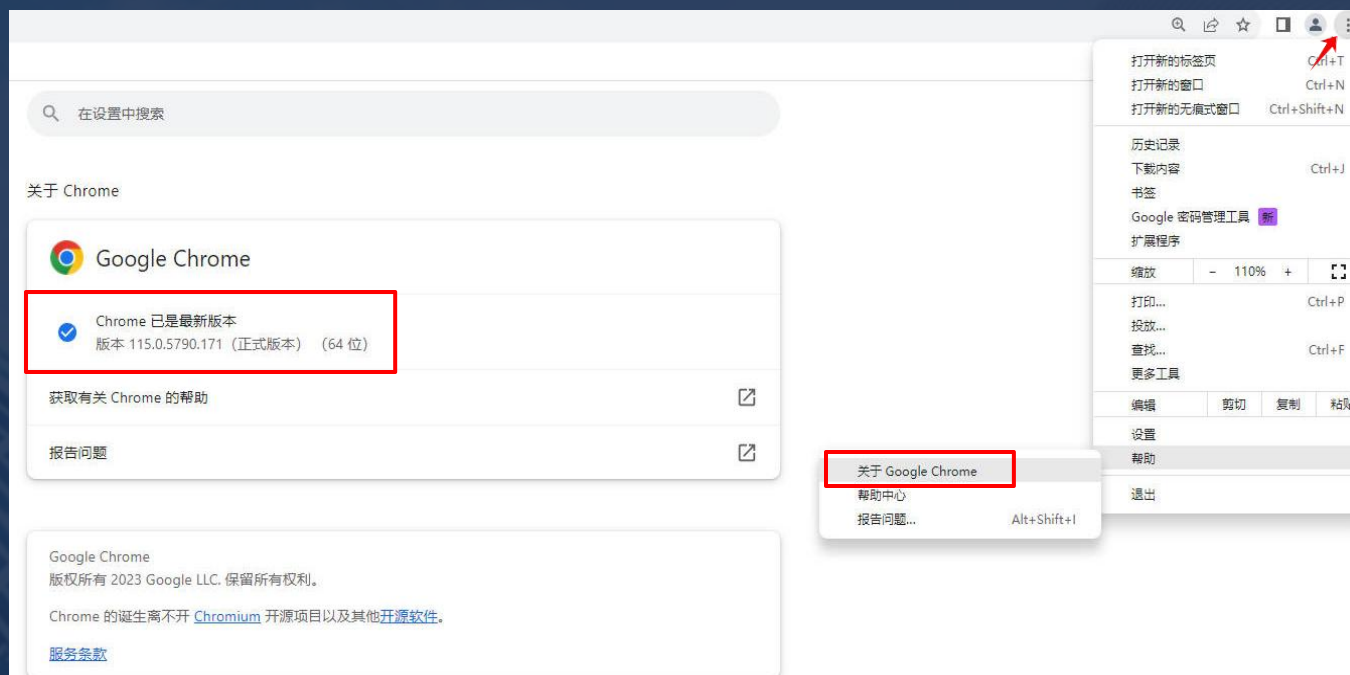 在设置中搜索
关于 Chrome
Google Chrome
Chrome 已是最新版本
版本 115.0.5790.171（正式版本） （64 位）
获取有关 Chrome 的帮助
报告问题
Google Chrome
版权所有 2023 Google LLC. 保留所有权利。
Chrome 的诞生离不开 Chromium 开源项目以及其他开源软件。
服务条款
打开新的标签页 Ctrl+T
打开新的窗口 Ctrl+N
打开新的无痕式窗口 Ctrl+Shift+N
历史记录
下载内容 Ctrl+J
书签
Google 密码管理工具 新
扩展程序
缩放 - 110% +
打印... Ctrl+P
投放...
查找... Ctrl+F
更多工具
编辑 剪切 复制 粘贴
设置
帮助
退出
关于 Google Chrome
帮助中心
报告问题... Alt+Shift+I